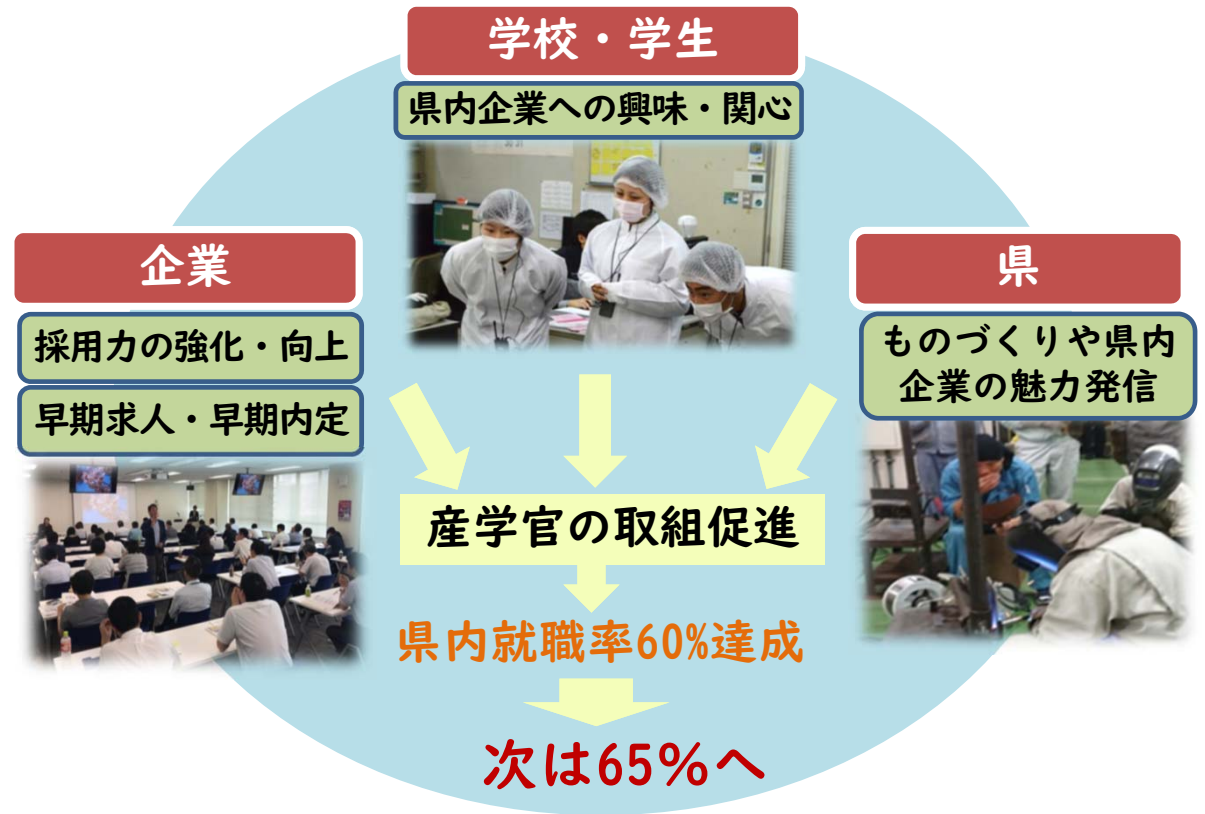 学校・学生
県内企業への興味・関心
企業
採用力の強化・向上
早期求人・早期内定
県
ものづくりや県内
企業の魅力発信
産学官の取組促進
県内就職率60%達成
次は65%へ